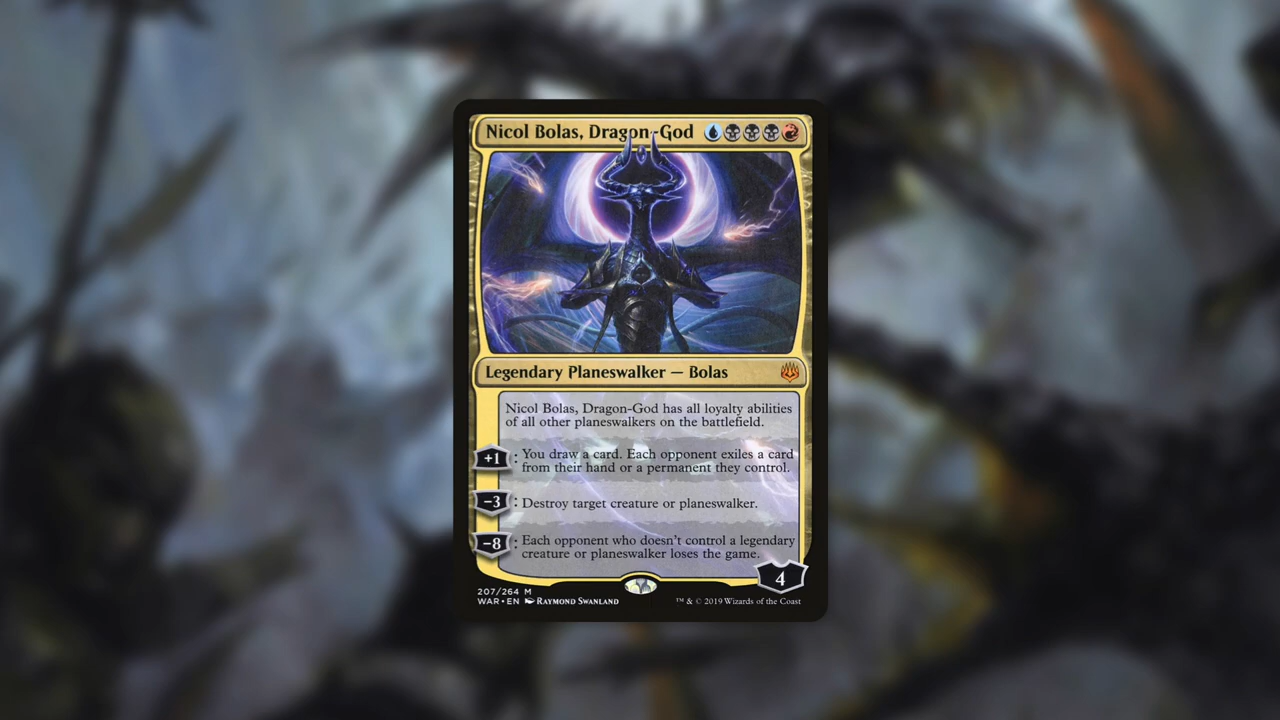 Nicol Bolas, Dragon-God
Legendary Planeswalker — Bolas
Nicol Bolas, Dragon-God has all loyalty abilities
of all other planeswalkers on the battlefield.
+1: You draw a card. Each opponent exiles a card
from their hand or a permanent they control.
−3: Destroy target creature or planeswalker.
−8: Each opponent who doesn't control a legendary
creature or planeswalker loses the game.
4
207/264 M
WAR • EN Raymond Swanland
™ & © 2019 Wizards of the Coast